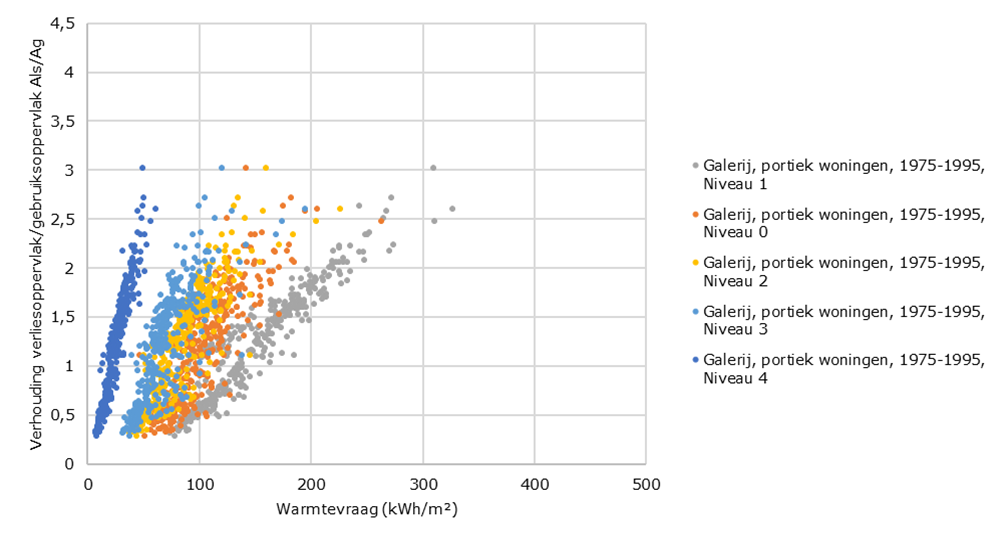 Verhouding verliesoppervlak/gebruiksoppervlak Als/Ag
4,5
4
3,5
3
2,5
2
1,5
1
0,5
0
0 100 200 300 400 500
Warmtevraag (kWh/m²)
Galerij, portiek woningen, 1975-1995,
Niveau 1
Galerij, portiek woningen, 1975-1995,
Niveau 0
Galerij, portiek woningen, 1975-1995,
Niveau 2
Galerij, portiek woningen, 1975-1995,
Niveau 3
Galerij, portiek woningen, 1975-1995,
Niveau 4